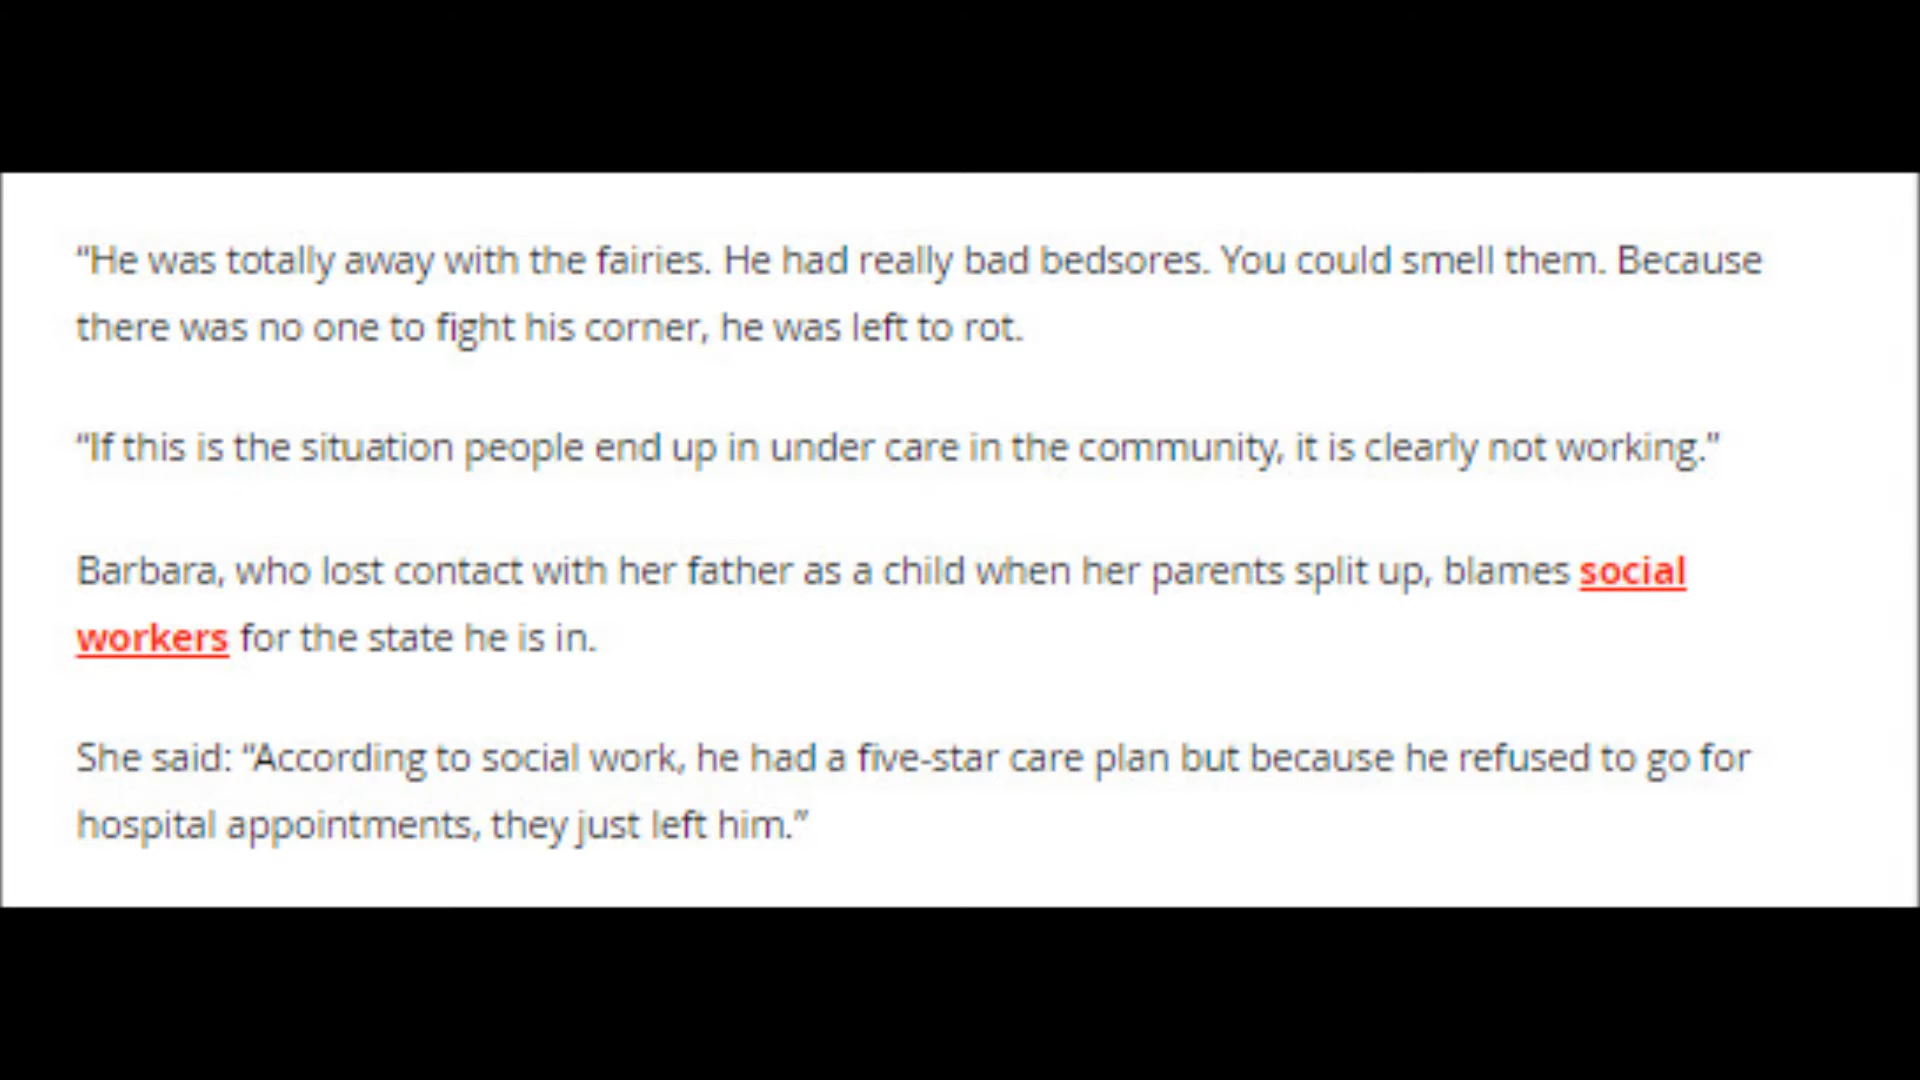 “He was totally away with the fairies. He had really bad bedsores. You could smell them. Because
there was no one to fight his corner, he was left to rot.
“If this is the situation people end up in under care in the community, it is clearly not working.”
Barbara, who lost contact with her father as a child when her parents split up, blames social
workers for the state he is in.
She said: “According to social work, he had a five-star care plan but because he refused to go for
hospital appointments, they just left him.”